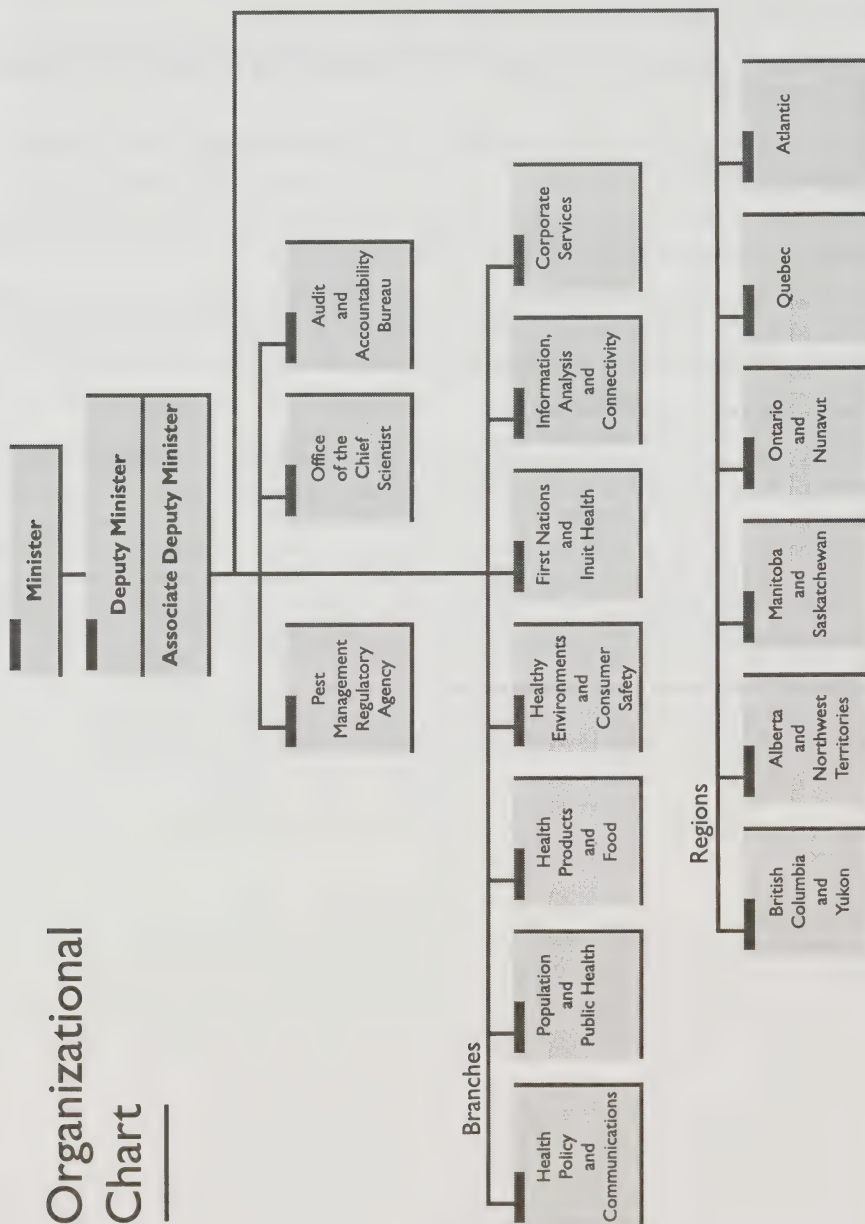 Organizational
Chart
Minister
Deputy Minister
Associate Deputy Minister
Pest
Management
Regulatory
Agency
Office
of the
Chief
Scientist
Audit
and
Accountability
Bureau
Branches
Health
Policy
and
Communications
Population
and
Public Health
Health
Products
and
Food
Healthy
Environments
and
Consumer
Safety
First Nations
and
Inuit Health
Information,
Analysis
and
Connectivity
Corporate
Services
Regions
British
Columbia
and
Yukon
Alberta
and
Northwest
Territories
Manitoba
and
Saskatchewan
Ontario
and
Nunavut
Quebec
Atlantic